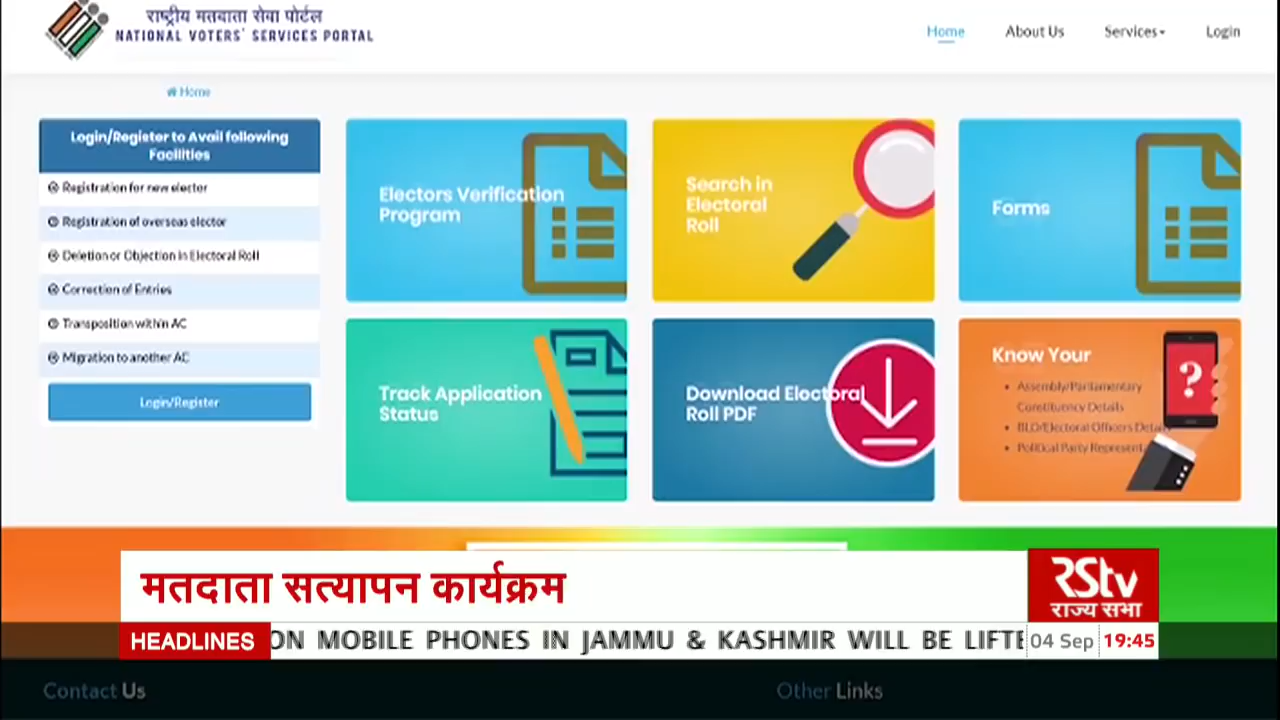 राष्ट्रीय मतदाता सेवा पोर्टल
NATIONAL VOTERS' SERVICES PORTAL
Home
About Us
Services
Login
Home
Login/Register to Avail following
Facilities
Registration for new elector
Registration of overseas elector
Deletion or Objection in Electoral Roll
Correction of Entries
Transposition within AC
Migration to another AC
Login/Register
Electors Verification
Program
Search in
Electoral
Roll
Forms
Track Application
Status
Download Electoral
Roll PDF
Know Your
Assembly/Parliamentary
Constituency Details
BLO/Electoral Officers Details
Political Party Represent
?
मतदाता सत्यापन कार्यक्रम
RStv
राज्य सभा
HEADLINES
ON MOBILE PHONES IN JAMMU & KASHMIR WILL BE LIFTE
04 Sep
19:45
Contact Us
Other Links